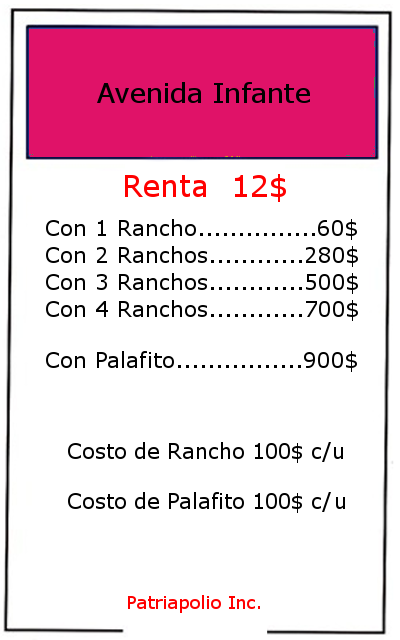 Avenida Infante
Renta 12$
Con 1 Rancho...............60$
Con 2 Ranchos............280$
Con 3 Ranchos............500$
Con 4 Ranchos............700$
Con Palafito................900$
Costo de Rancho 100$ c/u
Costo de Palafito 100$ c/u
Patriapolio Inc.